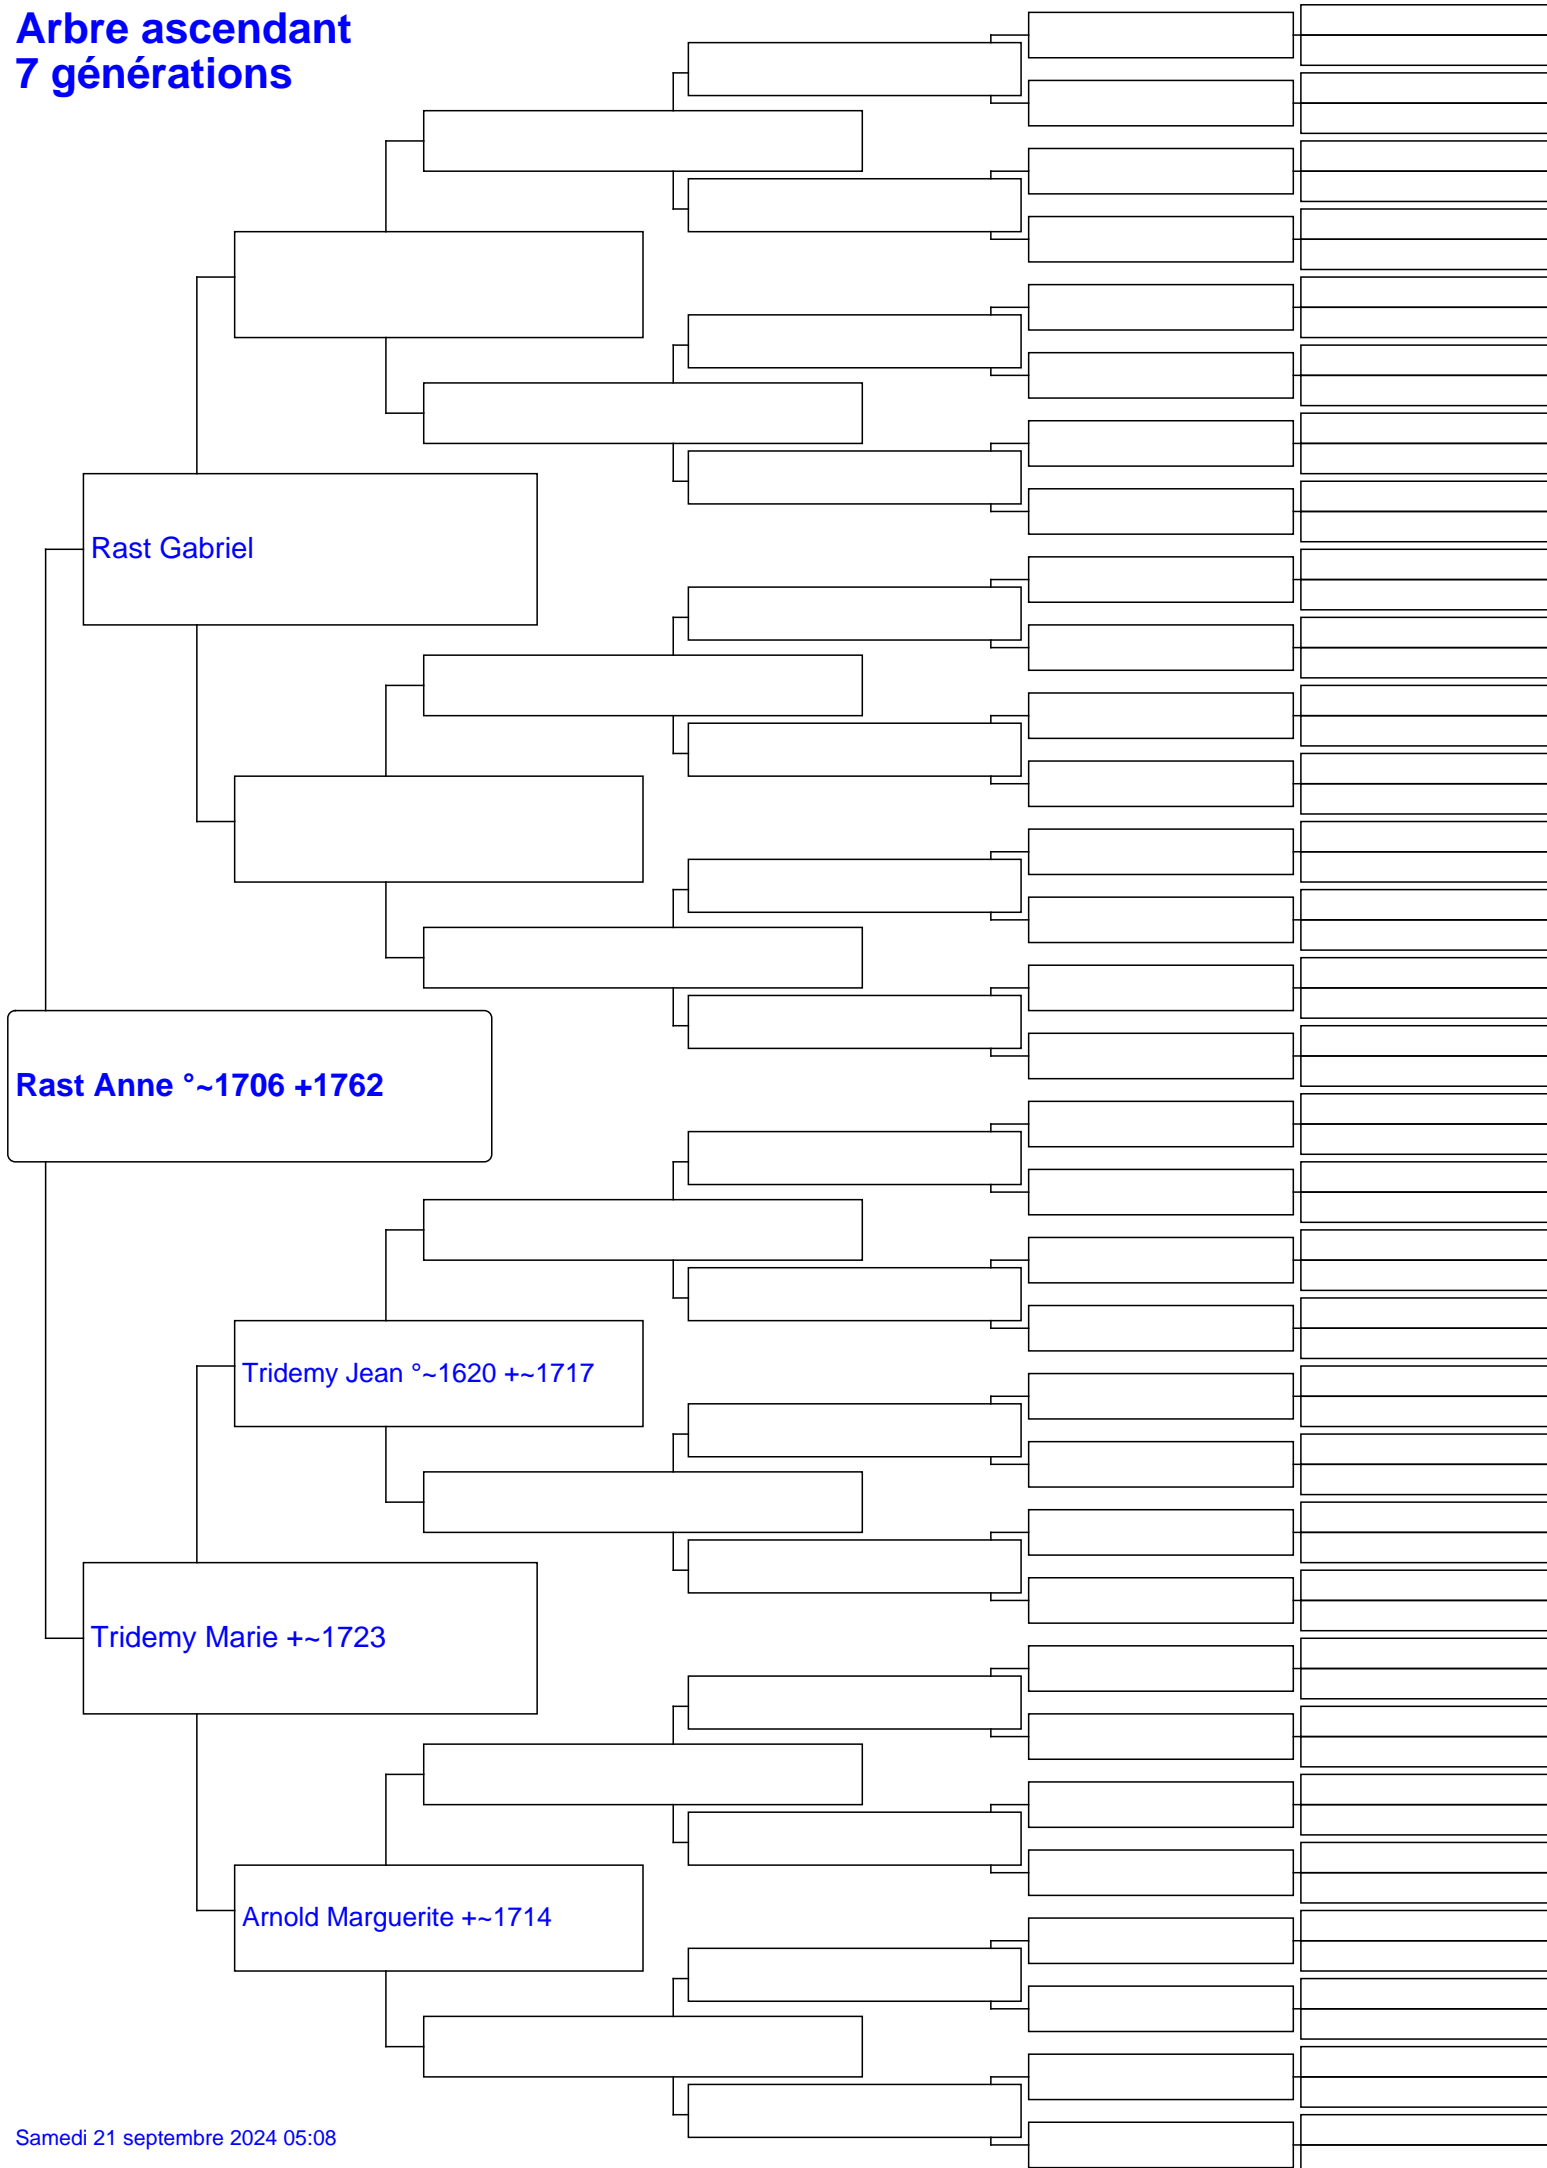 Arbre ascendant
7 générations
Rast Gabriel
Rast Anne °~1706 +1762
Tridemy Jean °~1620 +~1717
Tridemy Marie +~1723
Arnold Marguerite +~1714
Samedi 21 septembre 2024 05:08